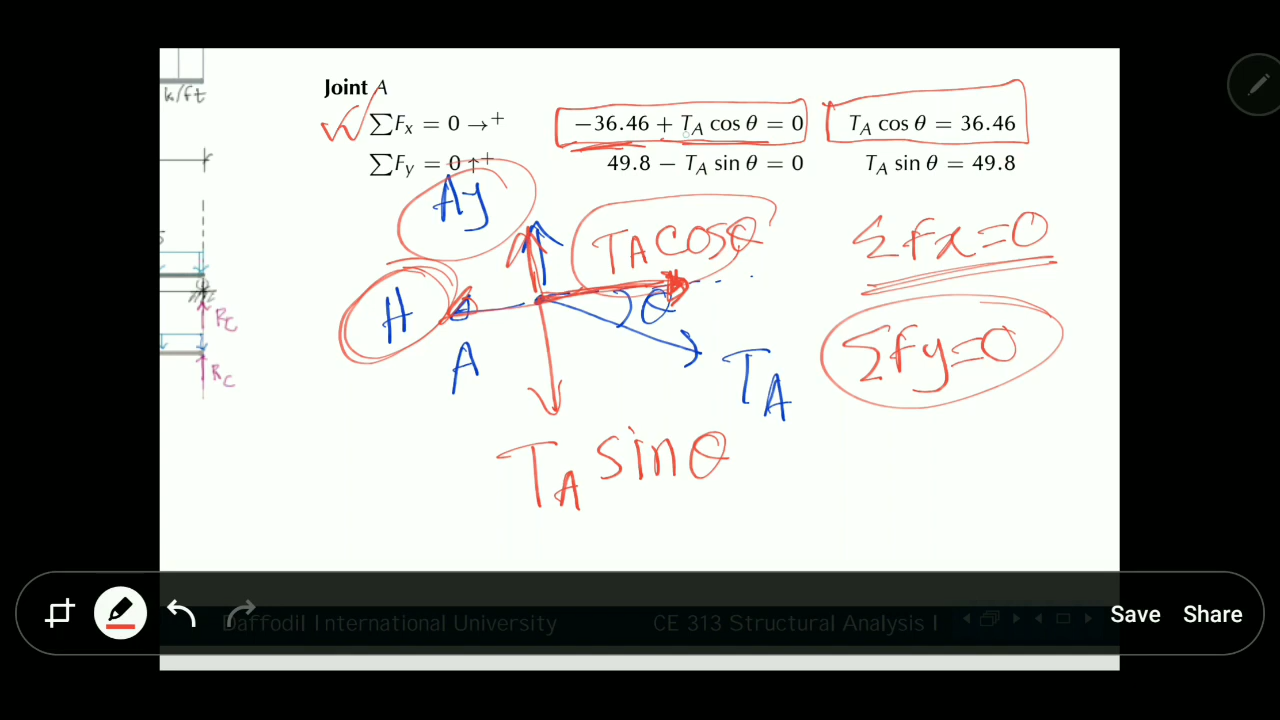 k/ft
Joint A
∑Fx = 0 →+
−36.46 + TA cos θ = 0
TA cos θ = 36.46
∑Fy = 0 ↑+
49.8 − TA sin θ = 0
TA sin θ = 49.8
Ay
TA cosθ
Σfx=0
H
θ
A
TA
Σfy=0
TA sinθ
RC
RC
Daffodil International University
CE 313 Structural Analysis I
Save
Share